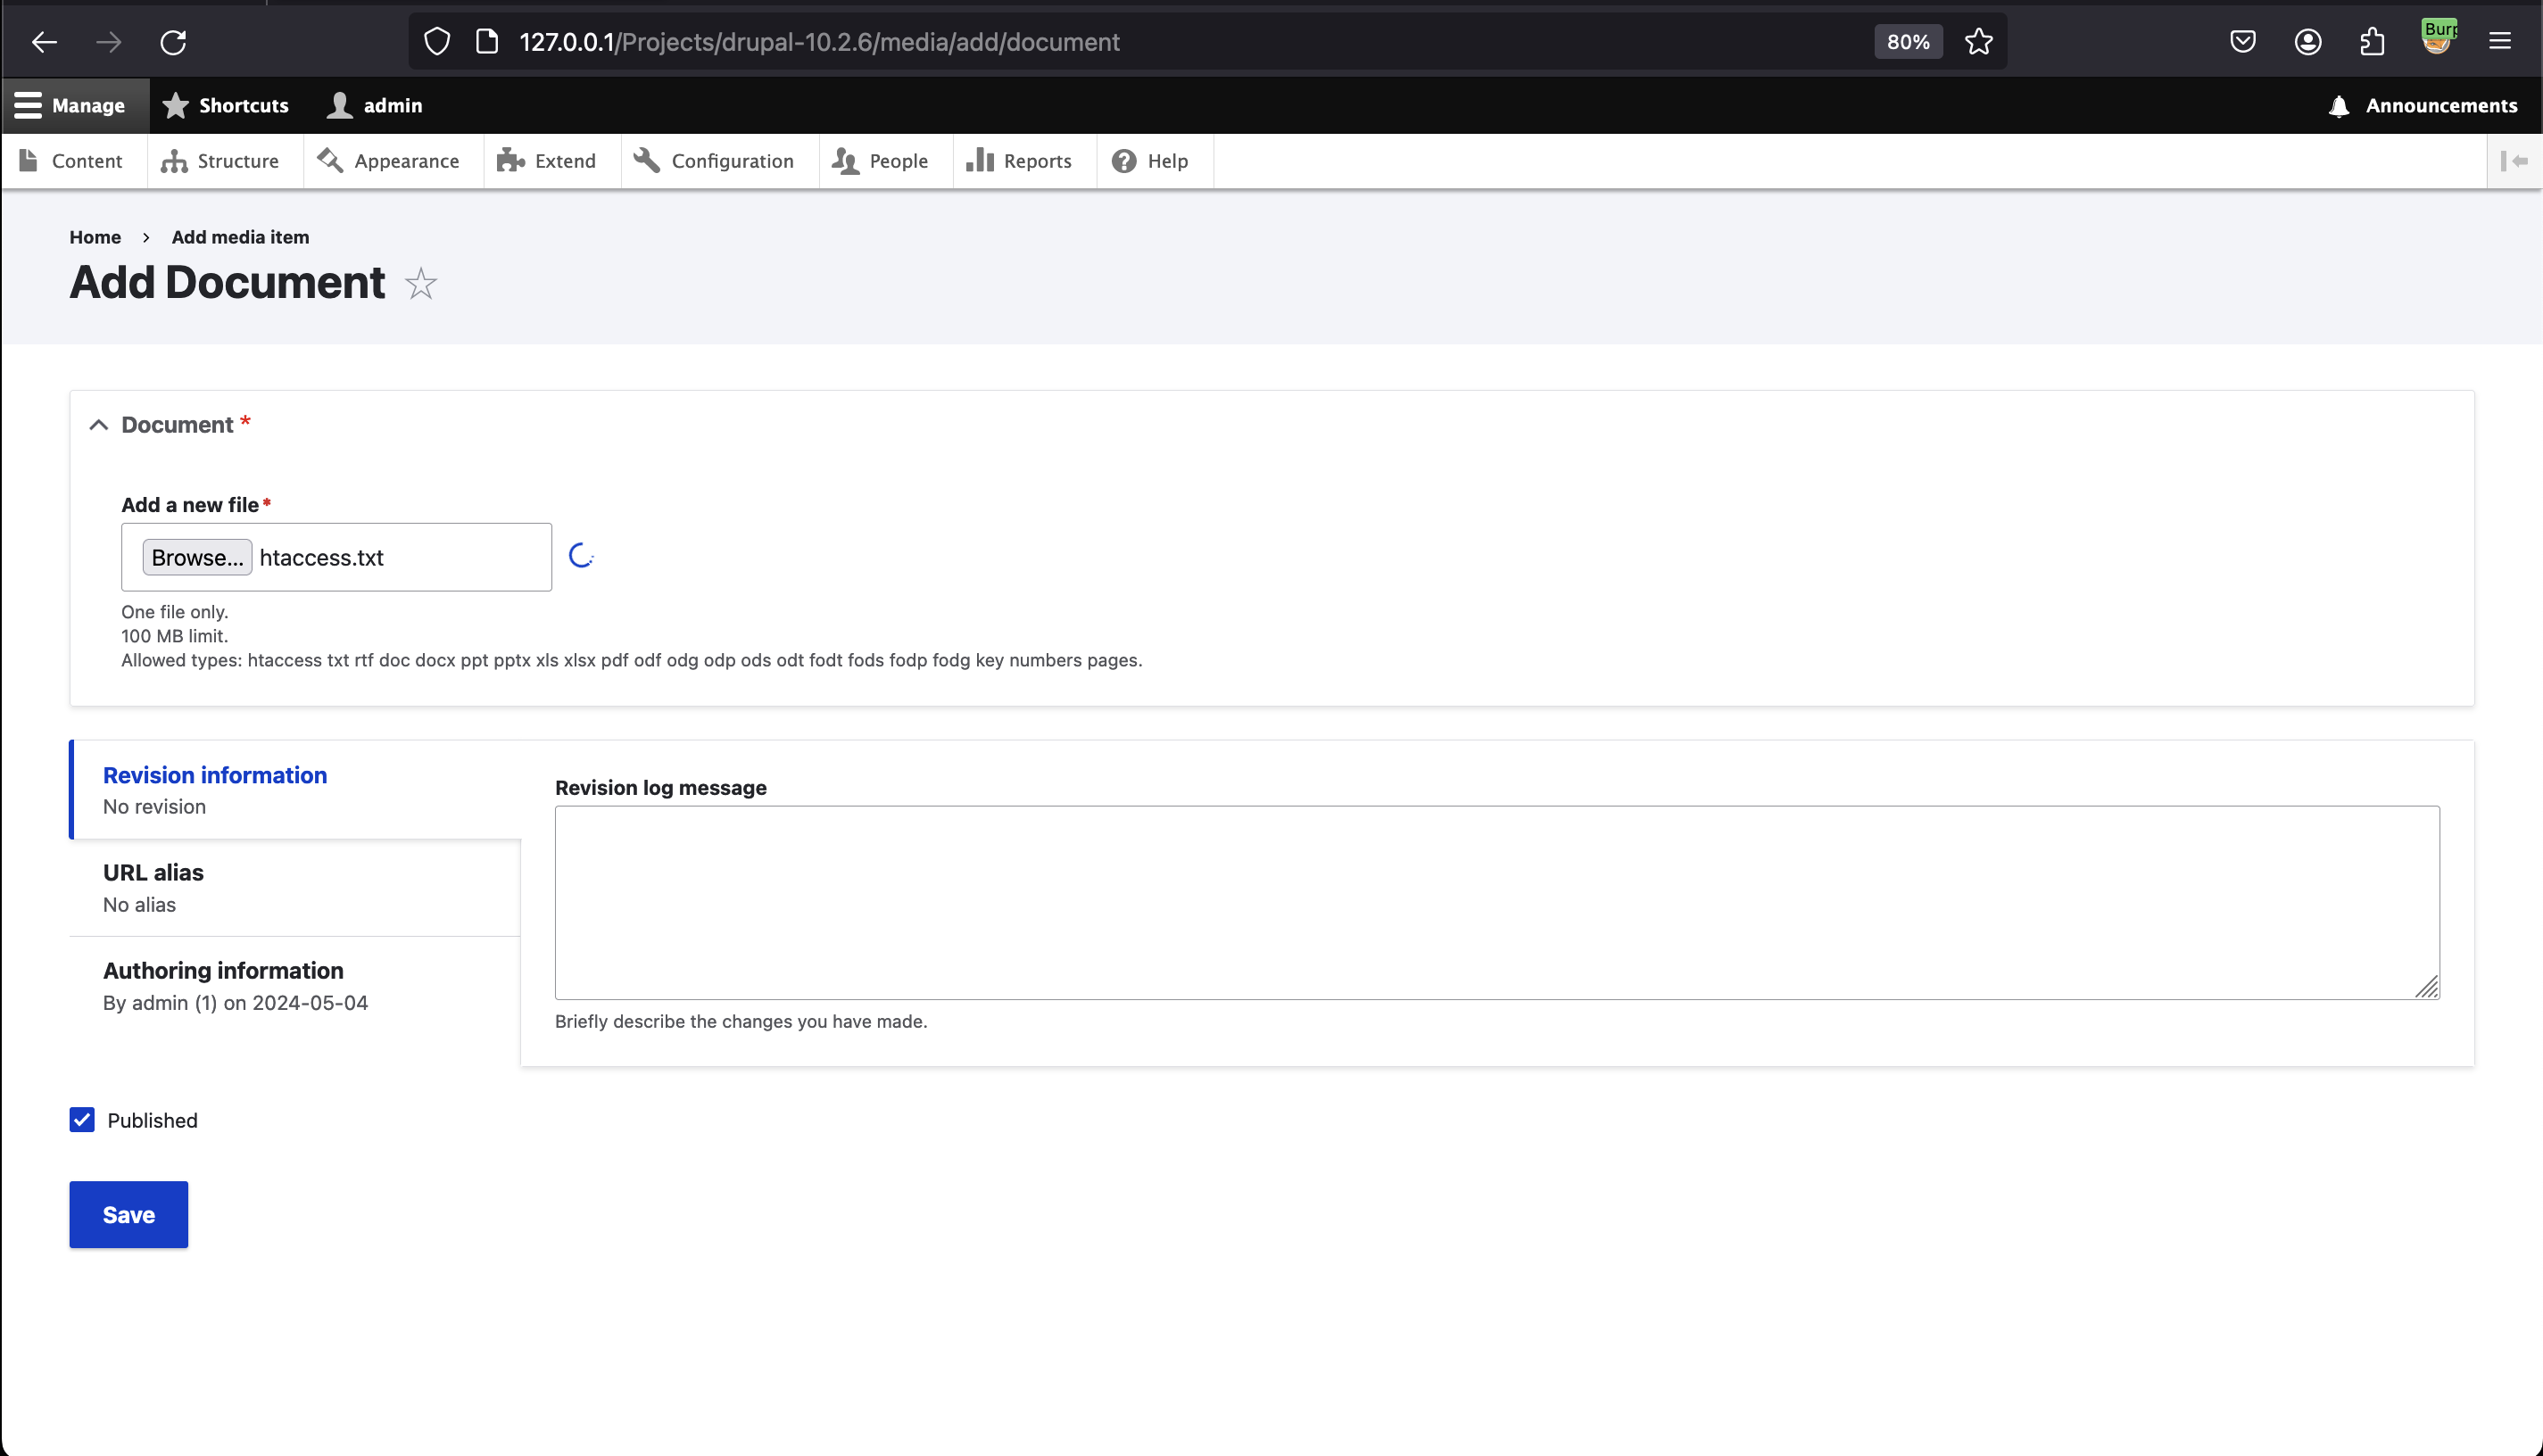 127.0.0.1/Projects/drupal-10.2.6/media/add/document
80%
Burp
Manage
Shortcuts
admin
Announcements
Content
Structure
Appearance
Extend
Configuration
People
Reports
Help
Home
Add media item
Add Document
Document *
Add a new file*
Browse... htaccess.txt
One file only.
100 MB limit.
Allowed types: htaccess txt rtf doc docx ppt pptx xls xlsx pdf odf odg odp ods odt fodt fods fodp fodg key numbers pages.
Revision information
No revision
URL alias
No alias
Authoring information
By admin (1) on 2024-05-04
Revision log message
Briefly describe the changes you have made.
Published
Save